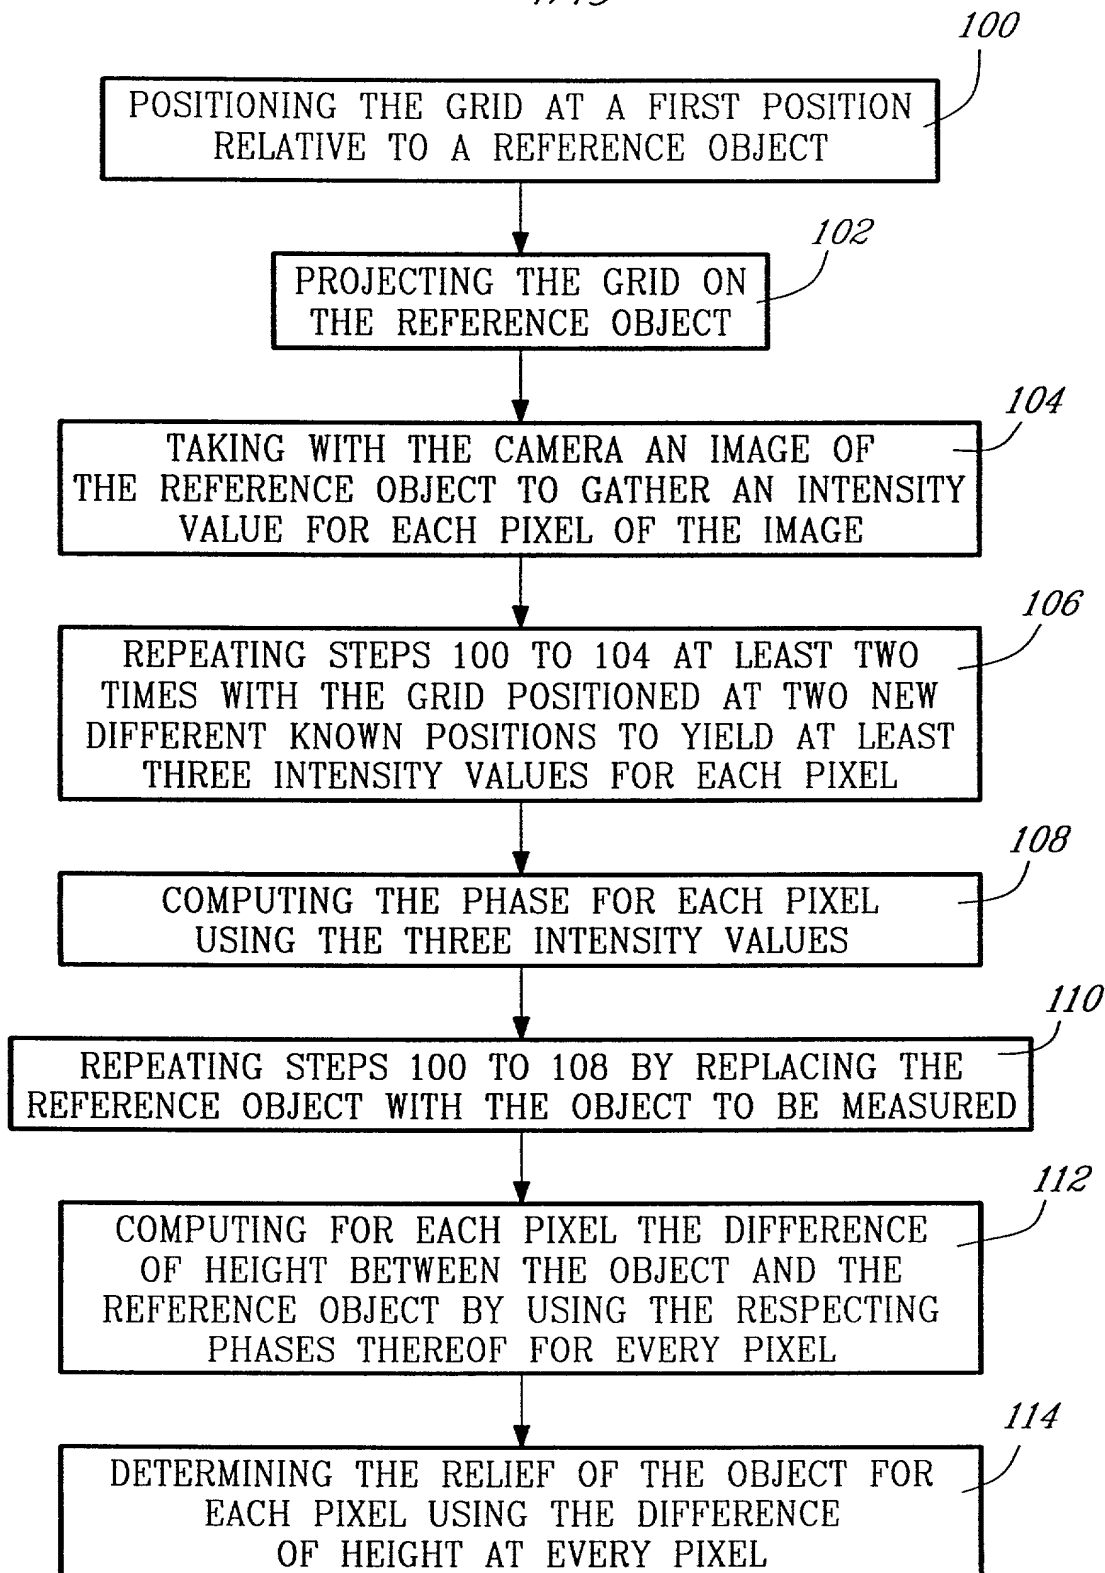 100
POSITIONING THE GRID AT A FIRST POSITION
RELATIVE TO A REFERENCE OBJECT
102
PROJECTING THE GRID ON
THE REFERENCE OBJECT
104
TAKING WITH THE CAMERA AN IMAGE OF
THE REFERENCE OBJECT TO GATHER AN INTENSITY
VALUE FOR EACH PIXEL OF THE IMAGE
106
REPEATING STEPS 100 TO 104 AT LEAST TWO
TIMES WITH THE GRID POSITIONED AT TWO NEW
DIFFERENT KNOWN POSITIONS TO YIELD AT LEAST
THREE INTENSITY VALUES FOR EACH PIXEL
108
COMPUTING THE PHASE FOR EACH PIXEL
USING THE THREE INTENSITY VALUES
110
REPEATING STEPS 100 TO 108 BY REPLACING THE
REFERENCE OBJECT WITH THE OBJECT TO BE MEASURED
112
COMPUTING FOR EACH PIXEL THE DIFFERENCE
OF HEIGHT BETWEEN THE OBJECT AND THE
REFERENCE OBJECT BY USING THE RESPECTING
PHASES THEREOF FOR EVERY PIXEL
114
DETERMINING THE RELIEF OF THE OBJECT FOR
EACH PIXEL USING THE DIFFERENCE
OF HEIGHT AT EVERY PIXEL